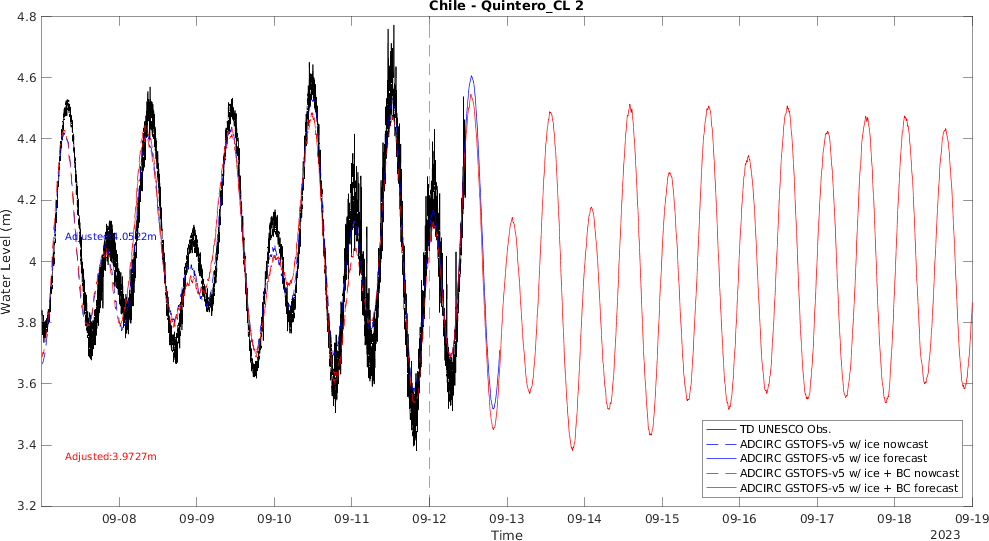 Chile - Quintero_CL 2
4.8
4.6
4.4
4.2
4
3.8
3.6
3.4
3.2
Water Level (m)
Adjusted:4.0522m
Adjusted:3.9727m
TD UNESCO Obs.
ADCIRC GSTOFS-v5 w/ ice nowcast
ADCIRC GSTOFS-v5 w/ ice forecast
ADCIRC GSTOFS-v5 w/ ice + BC nowcast
ADCIRC GSTOFS-v5 w/ ice + BC forecast
09-08 09-09 09-10 09-11 09-12 09-13 09-14 09-15 09-16 09-17 09-18 09-19
Time
2023